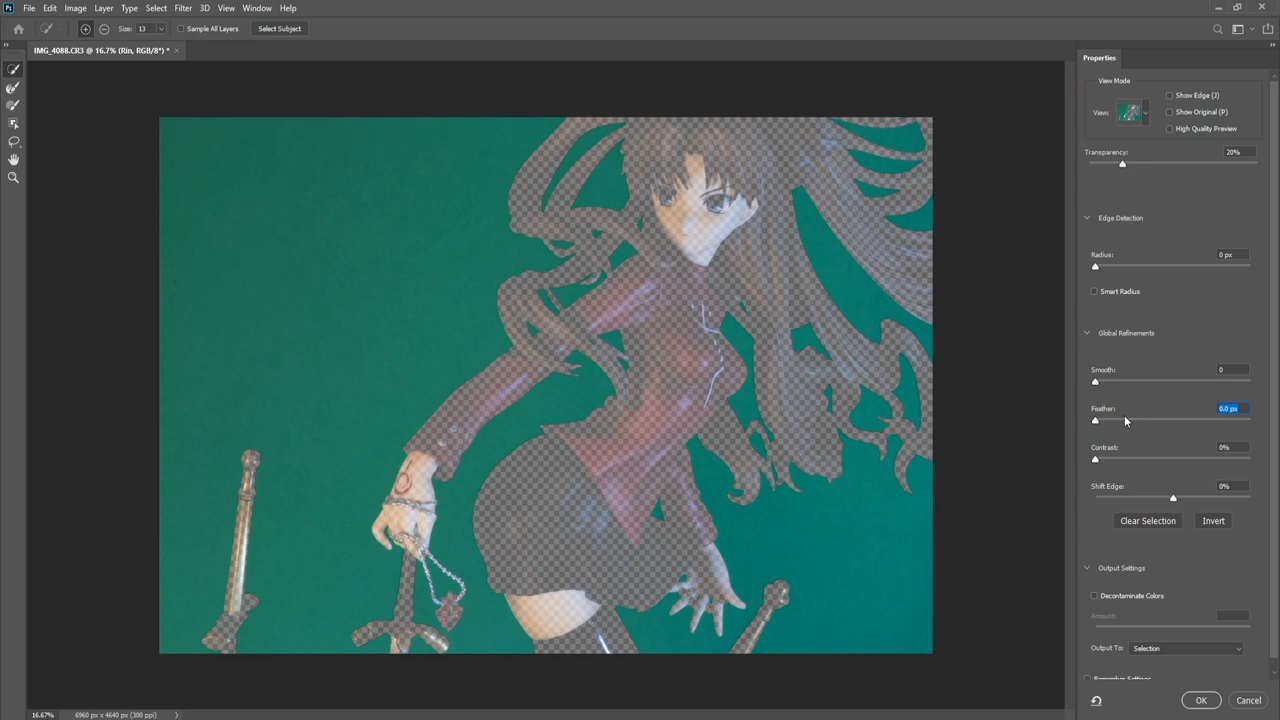 Ps File Edit Image Layer Type Select Filter 3D View Window Help
Size: 13 Sample All Layers Select Subject
IMG_4088.CR3 @ 16.7% (Rin, RGB/8*) *
Properties
View Mode
Show Edge (J)
View: Show Original (P)
High Quality Preview
Transparency: 20%
Edge Detection
Radius: 0 px
Smart Radius
Global Refinements
Smooth: 0
Feather: 0.0 px
Contrast: 0%
Shift Edge: 0%
Clear Selection Invert
Output Settings
Decontaminate Colors
Amount:
Output To: Selection
Remember Settings
OK Cancel
16.67% 6960 px x 4640 px (300 ppi)